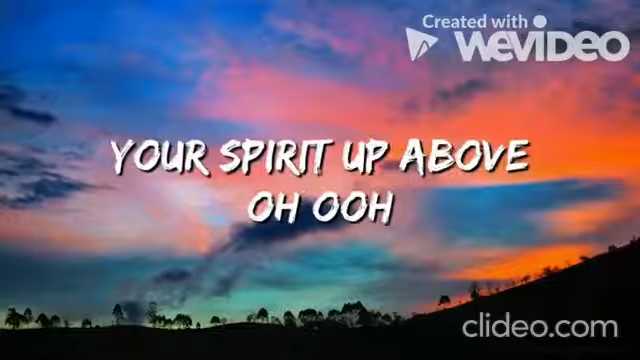 Created with
WEVIDEO
YOUR SPIRIT UP ABOVE
OH OOH
clideo.com